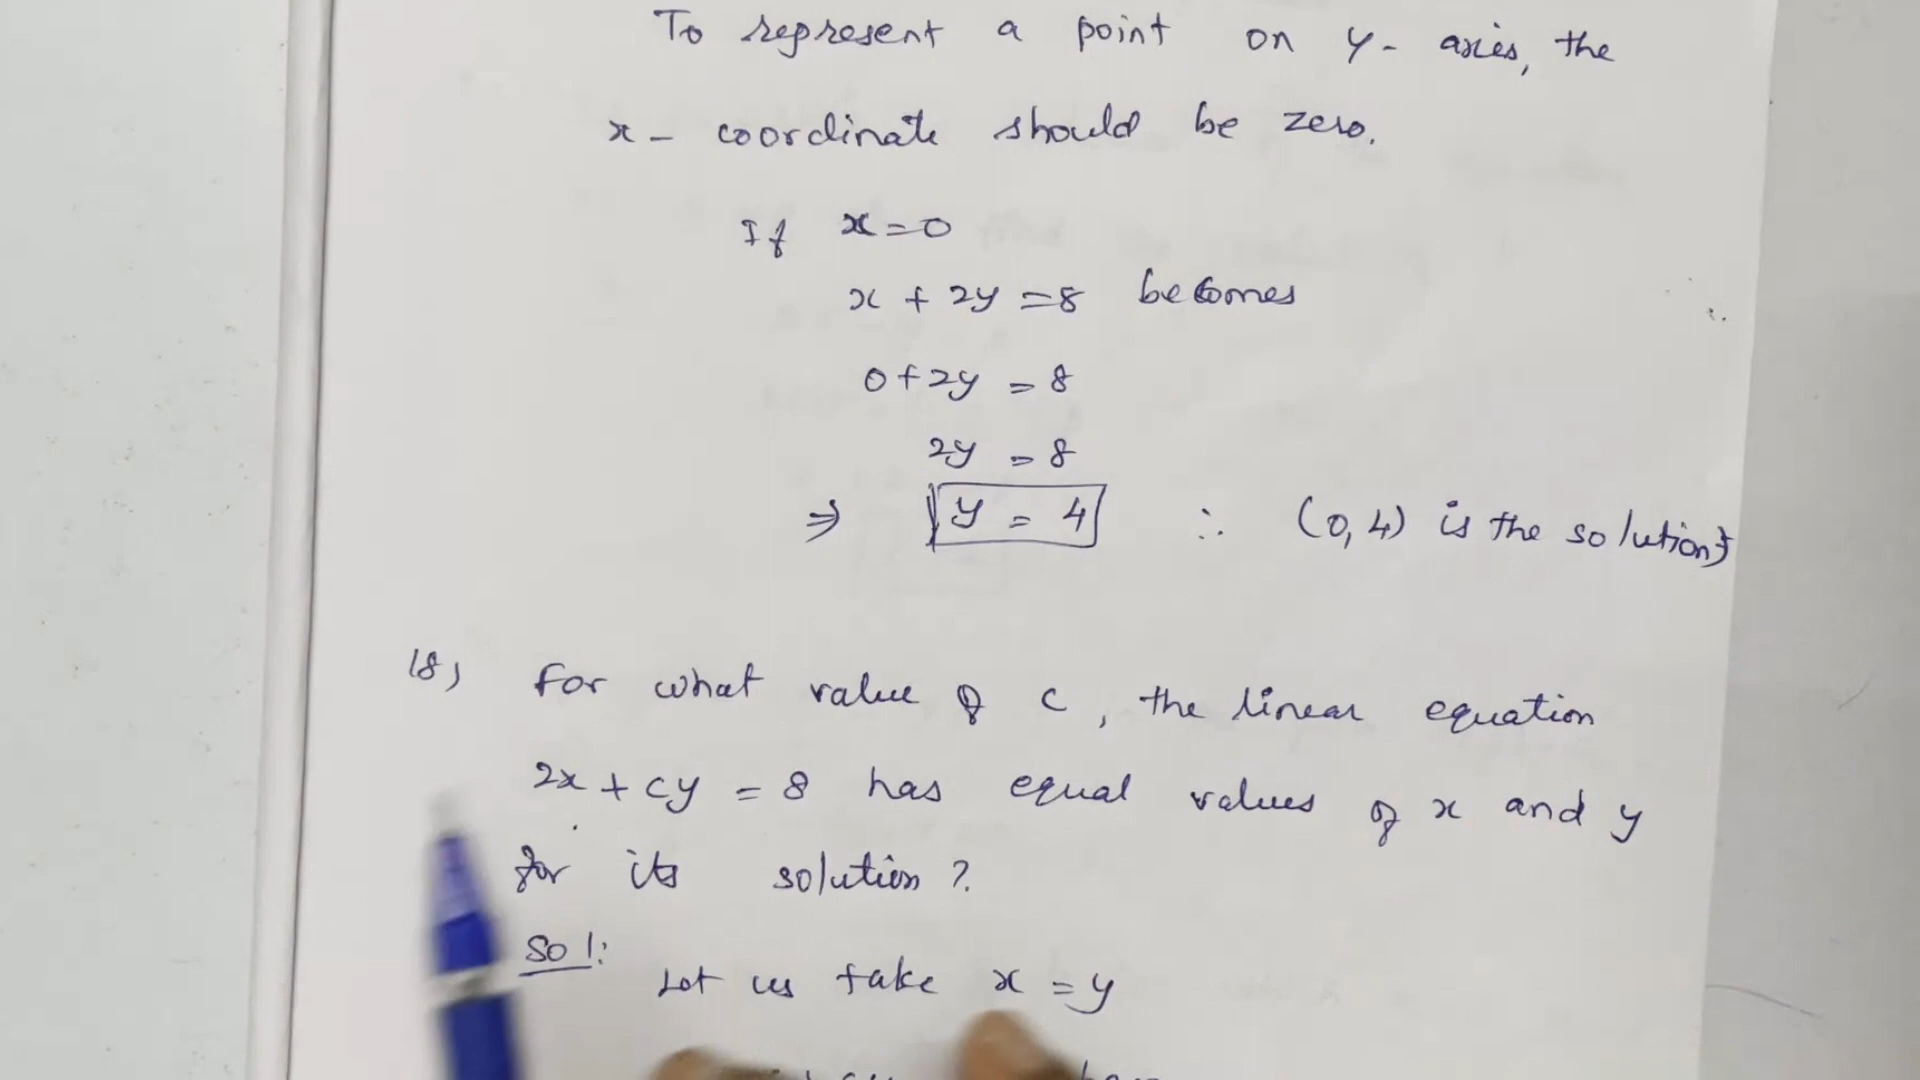 To represent a point on y- axis, the
x- coordinate should be zero.
If x=0
x + 2y = 8 becomes
0+2y = 8
2y = 8
⇒ y = 4 ∴ (0,4) is the solution
18) For what value of c, the linear equation
2x + cy = 8 has equal values of x and y
for its solution?
Sol:
Let us take x = y